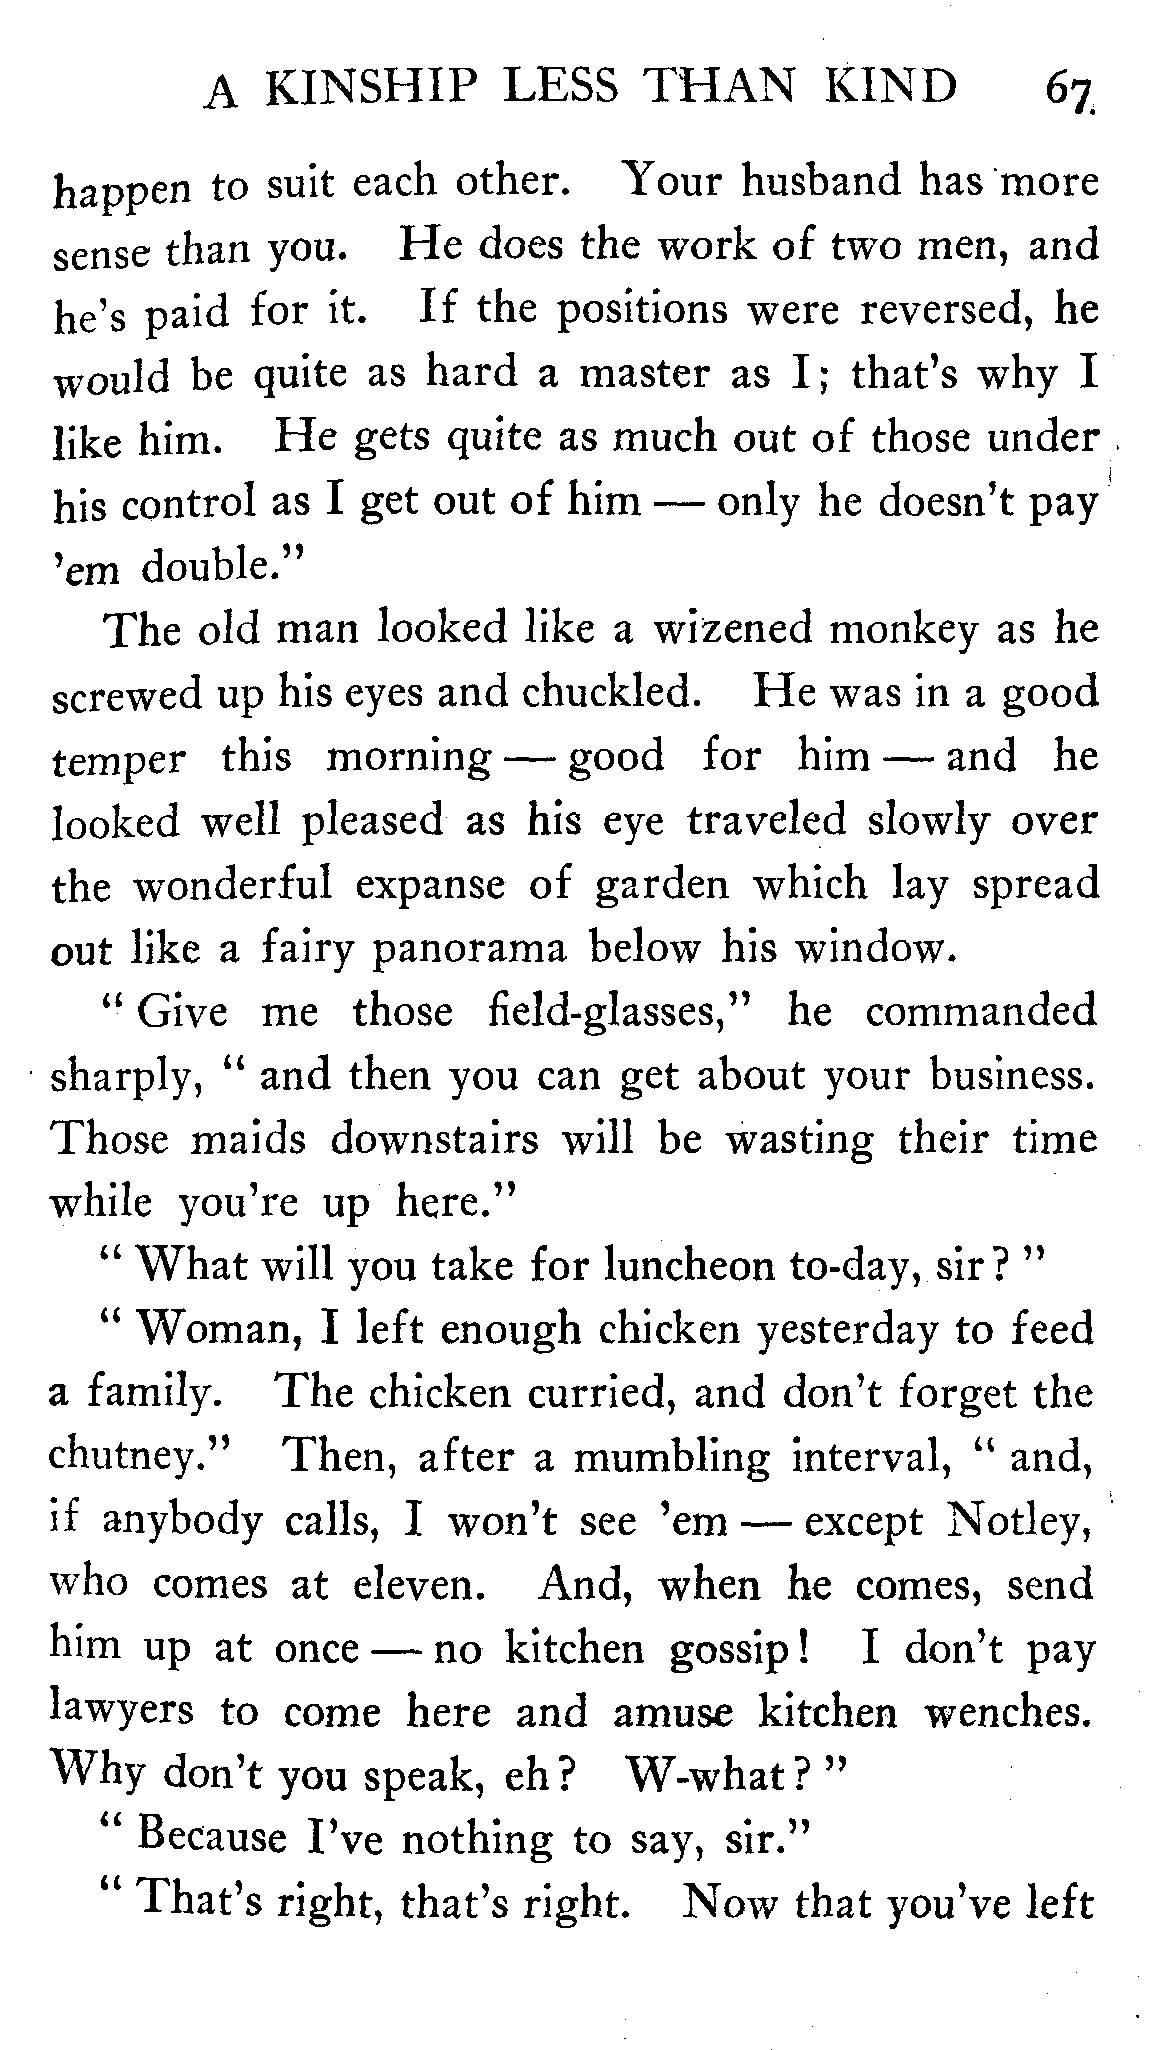 A KINSHIP LESS THAN KIND 67
happen to suit each other. Your husband has more
sense than you. He does the work of two men, and
he's paid for it. If the positions were reversed, he
would be quite as hard a master as I; that's why I
like him. He gets quite as much out of those under
his control as I get out of him — only he doesn't pay
'em double."
The old man looked like a wizened monkey as he
screwed up his eyes and chuckled. He was in a good
temper this morning — good for him — and he
looked well pleased as his eye traveled slowly over
the wonderful expanse of garden which lay spread
out like a fairy panorama below his window.
"Give me those field-glasses," he commanded
sharply, "and then you can get about your business.
Those maids downstairs will be wasting their time
while you're up here."
"What will you take for luncheon to-day, sir?"
"Woman, I left enough chicken yesterday to feed
a family. The chicken curried, and don't forget the
chutney." Then, after a mumbling interval, "and,
if anybody calls, I won't see 'em — except Notley,
who comes at eleven. And, when he comes, send
him up at once — no kitchen gossip! I don't pay
lawyers to come here and amuse kitchen wenches.
Why don't you speak, eh? W-what?"
"Because I've nothing to say, sir."
"That's right, that's right. Now that you've left